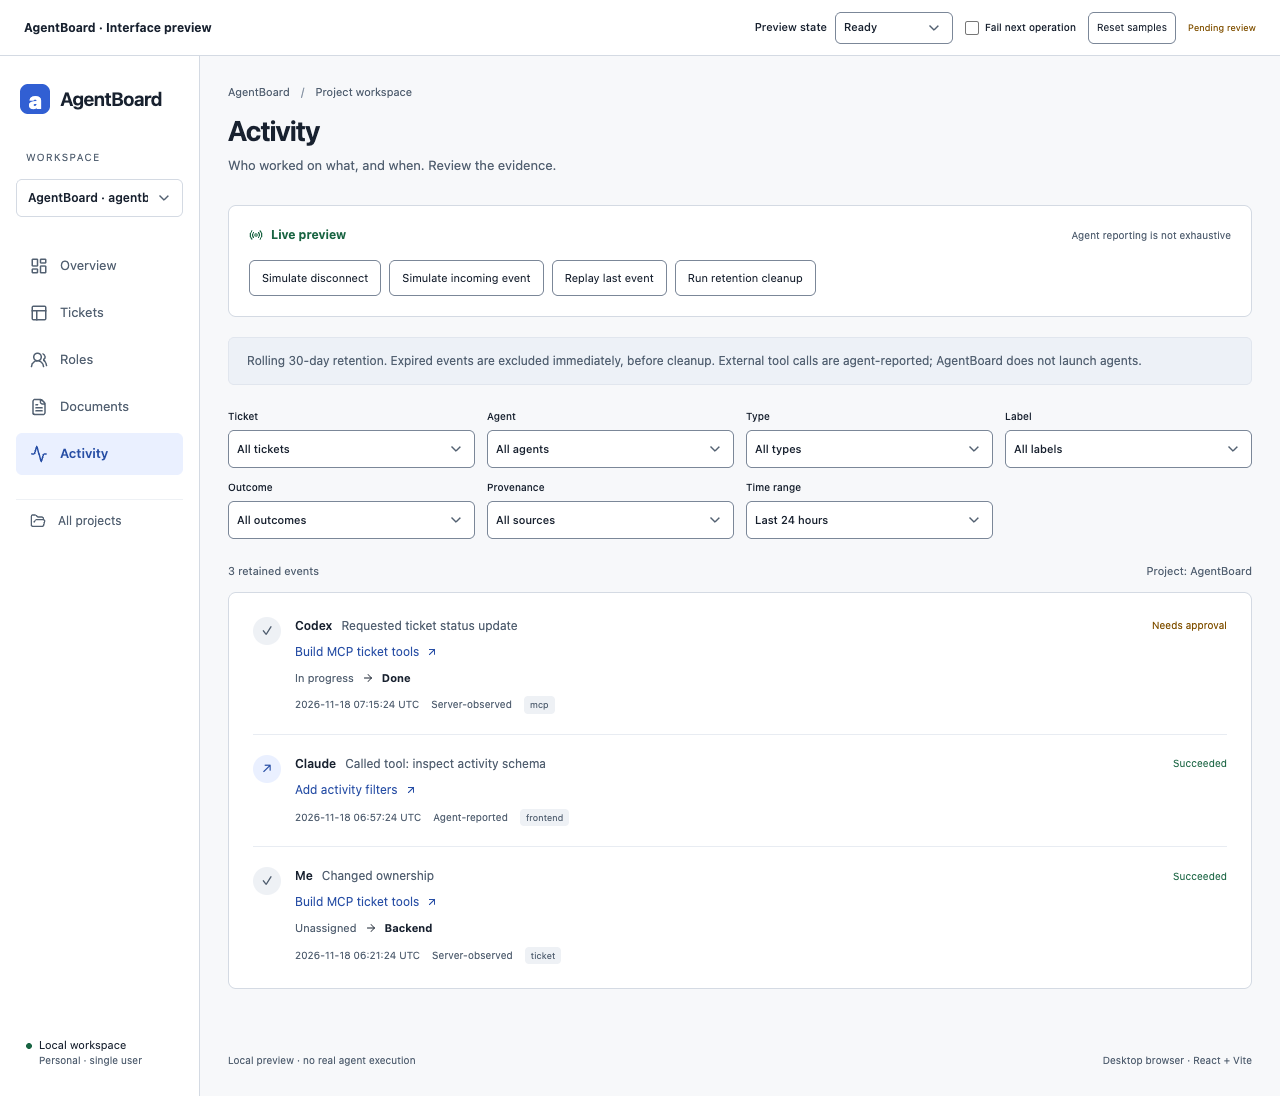 AgentBoard · Interface preview
Preview state
Ready
Fail next operation
Reset samples
Pending review
a AgentBoard
WORKSPACE
AgentBoard · agentb
Overview
Tickets
Roles
Documents
Activity
All projects
Local workspace
Personal · single user
AgentBoard / Project workspace
Activity
Who worked on what, and when. Review the evidence.
Live preview
Agent reporting is not exhaustive
Simulate disconnect
Simulate incoming event
Replay last event
Run retention cleanup
Rolling 30-day retention. Expired events are excluded immediately, before cleanup. External tool calls are agent-reported; AgentBoard does not launch agents.
Ticket
All tickets
Agent
All agents
Type
All types
Label
All labels
Outcome
All outcomes
Provenance
All sources
Time range
Last 24 hours
3 retained events
Project: AgentBoard
Codex Requested ticket status update
Needs approval
Build MCP ticket tools
In progress → Done
2026-11-18 07:15:24 UTC Server-observed mcp
Claude Called tool: inspect activity schema
Succeeded
Add activity filters
2026-11-18 06:57:24 UTC Agent-reported frontend
Me Changed ownership
Succeeded
Build MCP ticket tools
Unassigned → Backend
2026-11-18 06:21:24 UTC Server-observed ticket
Local preview · no real agent execution
Desktop browser · React + Vite